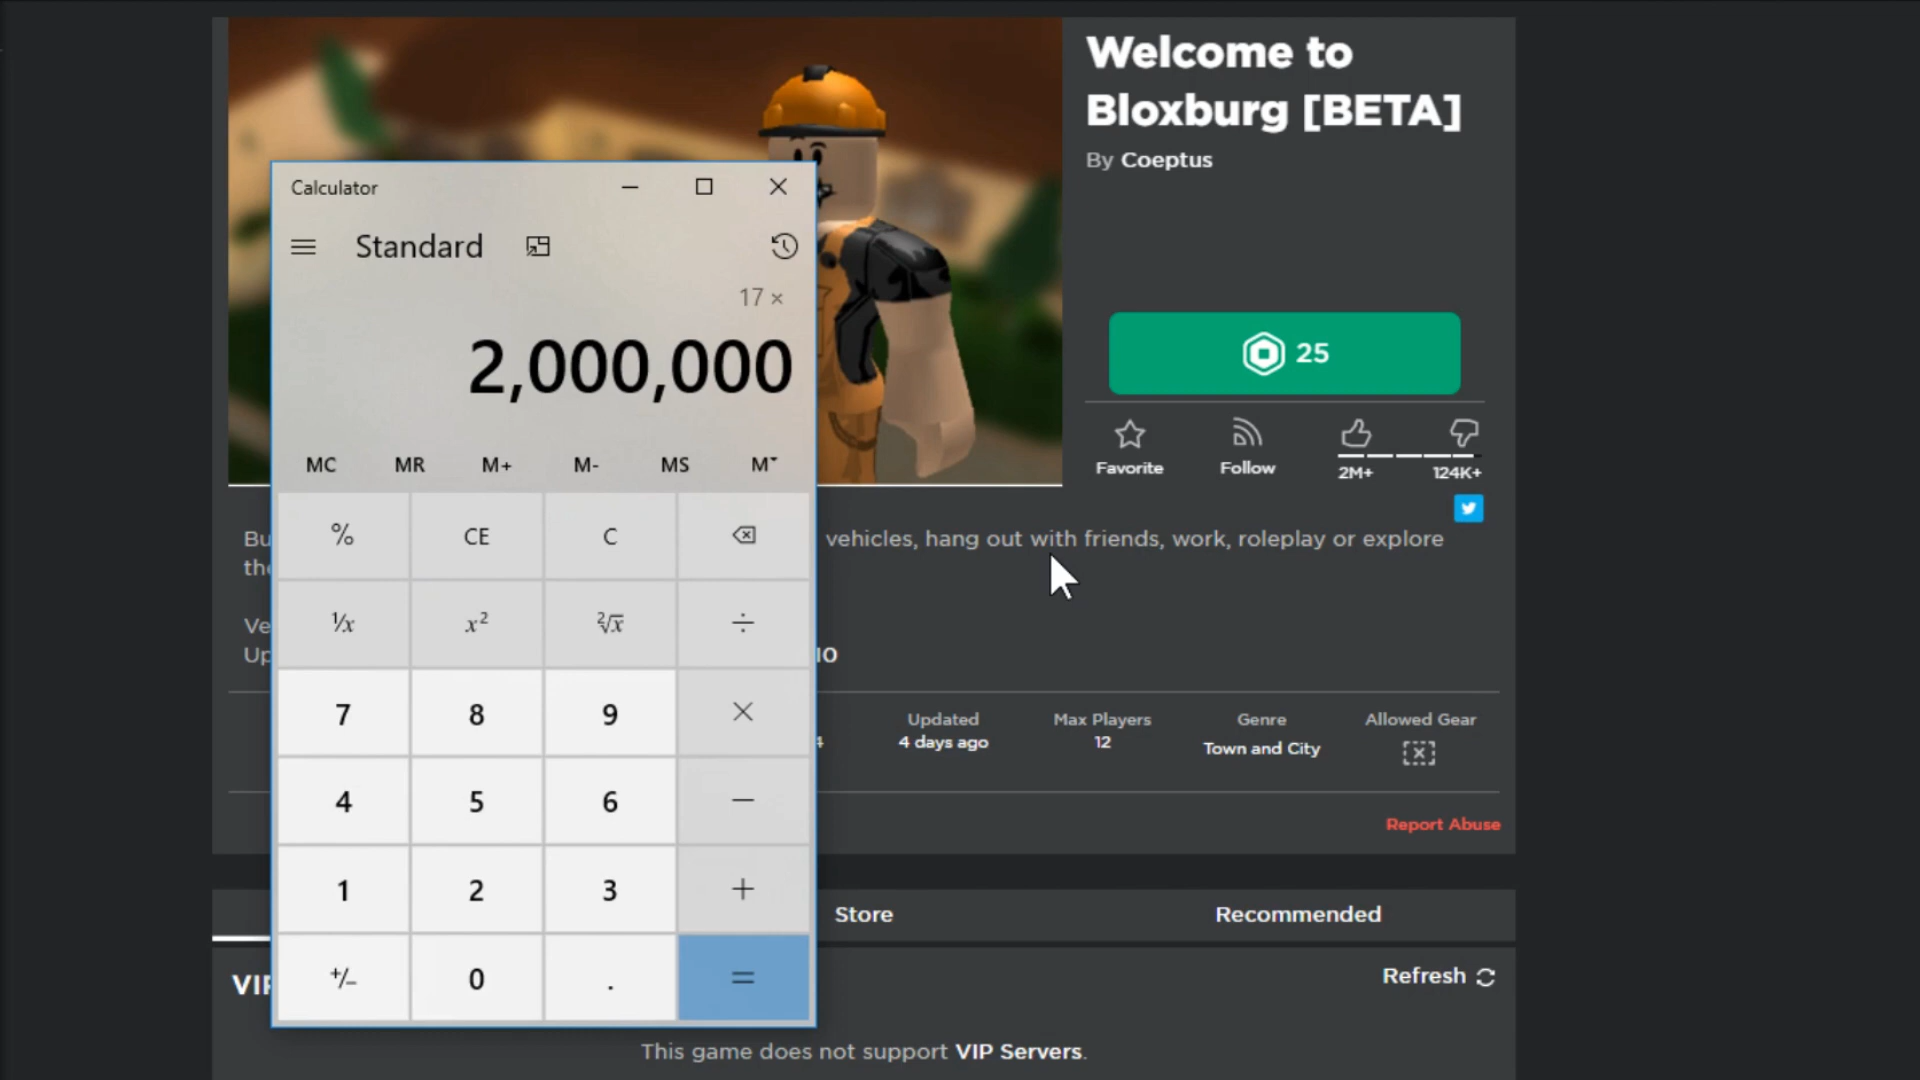 Welcome to
Bloxburg [BETA]
By Coeptus
Calculator
Standard
17 ×
2,000,000
25
MC MR M+ M- MS M˅
Favorite Follow 2M+ 124K+
% CE C
vehicles, hang out with friends, work, roleplay or explore
¹/x x² ²√x ÷
7 8 9 ×
Updated Max Players Genre Allowed Gear
4 days ago 12 Town and City
4 5 6 −
Report Abuse
1 2 3 +
Store Recommended
+/− 0 . =
Refresh
This game does not support VIP Servers.